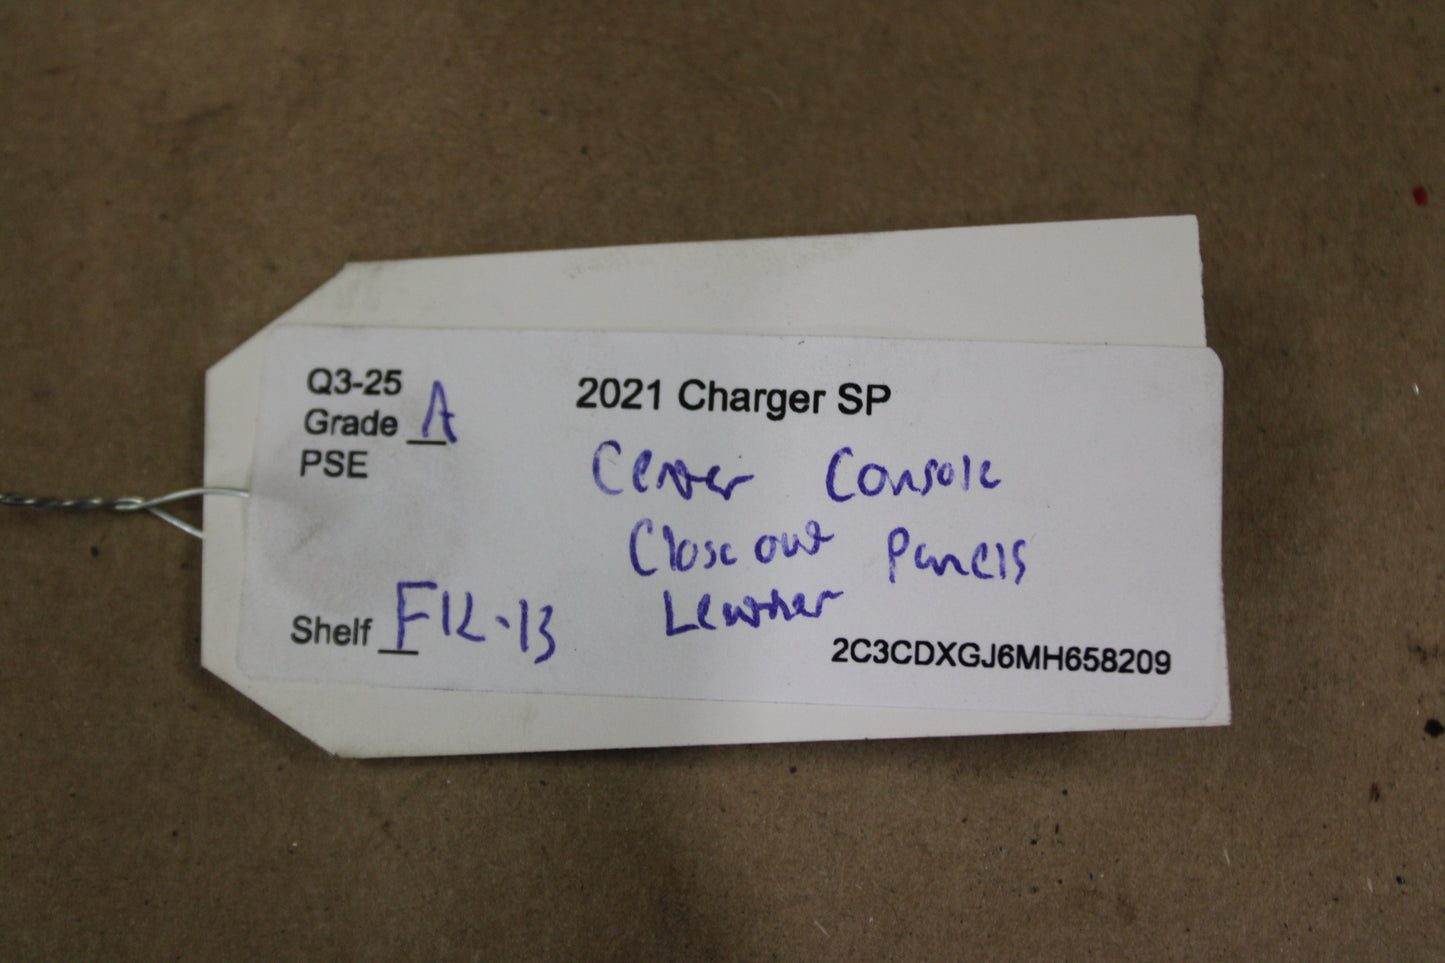 Q3-25
Grade A
PSE
2021 Charger SP
Center Console
Close out Panels
Leather
Shelf F12-13
2C3CDXGJ6MH658209